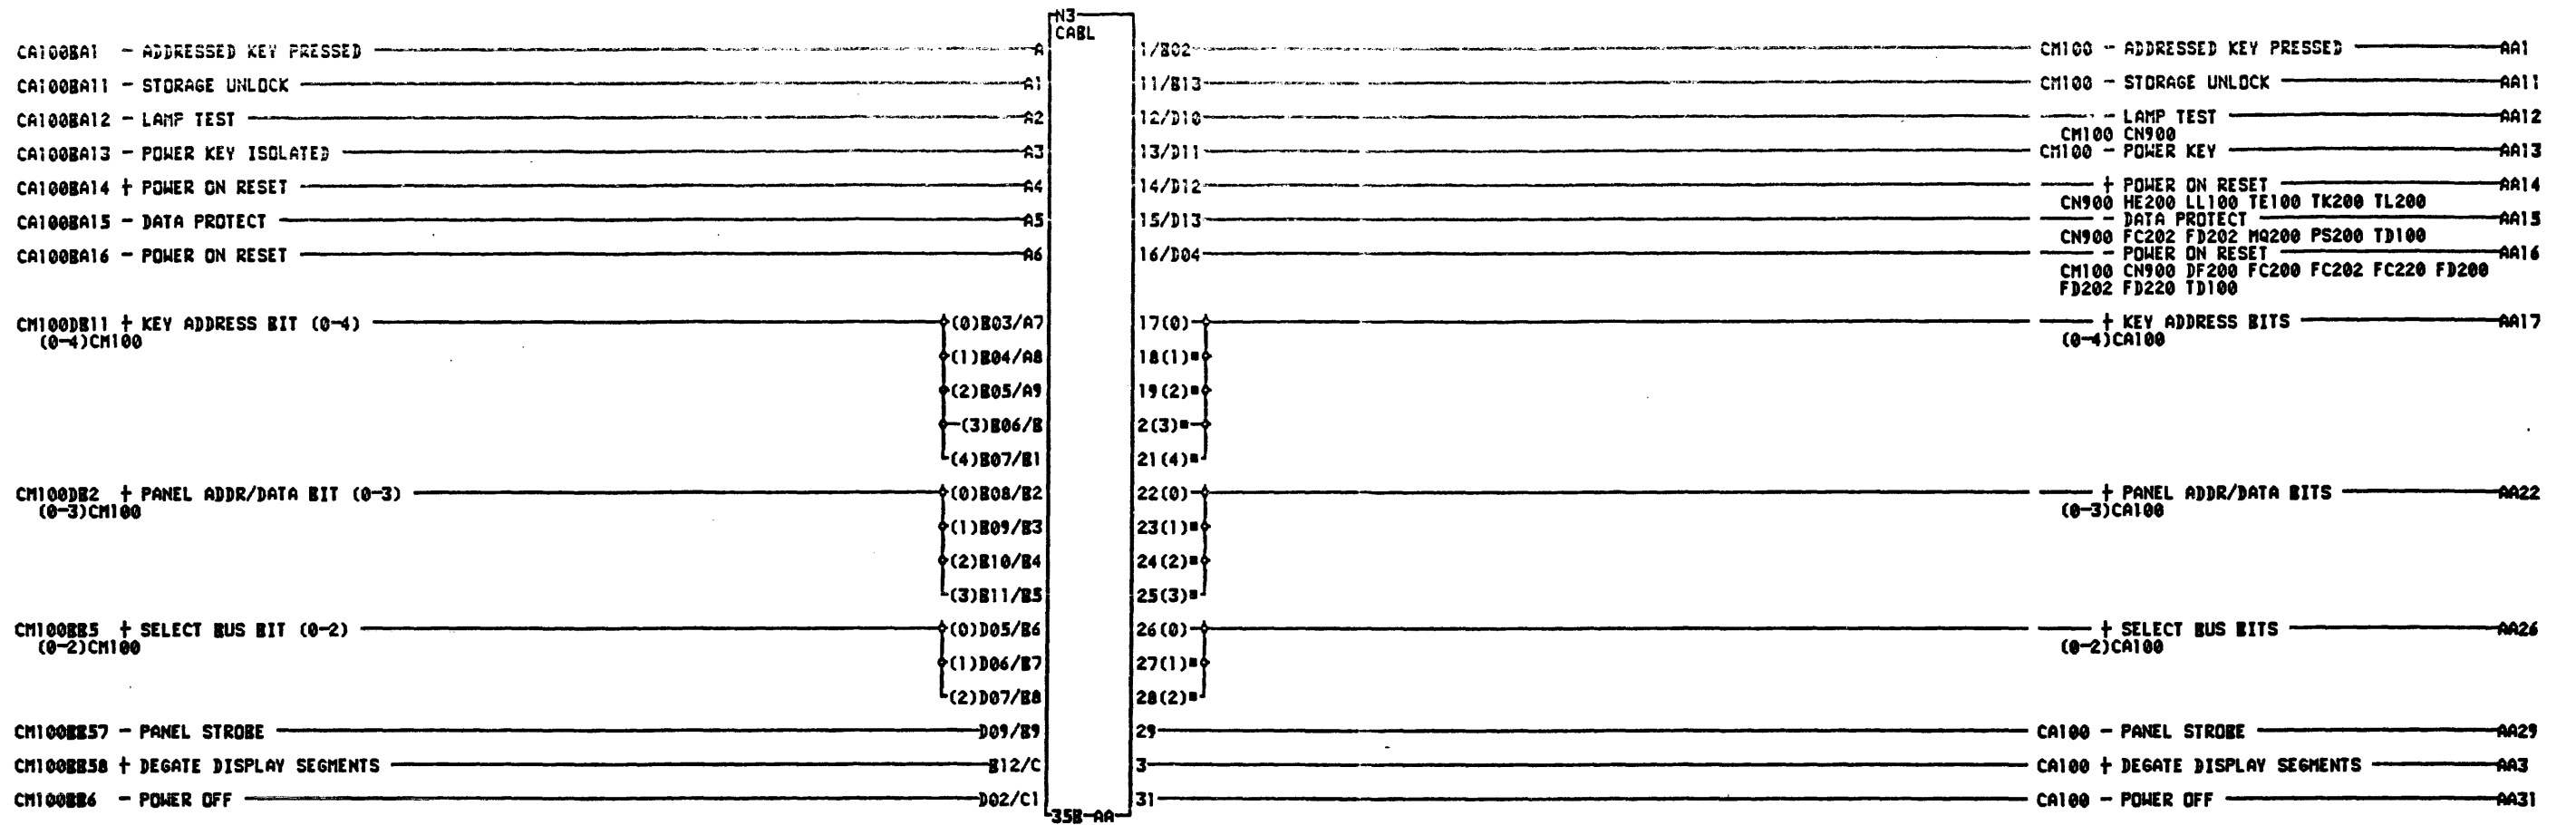 N3
CABL
CA100BA1 - ADDRESSED KEY PRESSED A 1/B02 CM100 - ADDRESSED KEY PRESSED AA1
CA100BA11 - STORAGE UNLOCK A1 11/B13 CM100 - STORAGE UNLOCK AA11
CA100BA12 - LAMP TEST A2 12/D10 - LAMP TEST AA12
CM100 CN900
CA100BA13 - POWER KEY ISOLATED A3 13/D11 CM100 - POWER KEY AA13
CA100BA14 + POWER ON RESET A4 14/D12 + POWER ON RESET AA14
CN900 HE200 LL100 TE100 TK200 TL200
CA100BA15 - DATA PROTECT A5 15/D13 - DATA PROTECT AA15
CN900 FC202 FD202 MQ200 PS200 TD100
CA100BA16 - POWER ON RESET A6 16/D04 - POWER ON RESET AA16
CM100 CN900 DF200 FC200 FC202 FC220 FD200
FD202 FD220 TD100
CM100DB11 + KEY ADDRESS BIT (0-4) (0)B03/A7 17(0) + KEY ADDRESS BITS AA17
(0-4)CM100 (0-4)CA100
(1)B04/A8 18(1)
(2)B05/A9 19(2)
(3)B06/B 2(3)
(4)B07/B1 21(4)
CM100DB2 + PANEL ADDR/DATA BIT (0-3) (0)B08/B2 22(0) + PANEL ADDR/DATA BITS AA22
(0-3)CM100 (0-3)CA100
(1)B09/B3 23(1)
(2)B10/B4 24(2)
(3)B11/B5 25(3)
CM100BB5 + SELECT BUS BIT (0-2) (0)D05/B6 26(0) + SELECT BUS BITS AA26
(0-2)CM100 (0-2)CA100
(1)D06/B7 27(1)
(2)D07/B8 28(2)
CM100BB57 - PANEL STROBE D09/B9 29 CA100 - PANEL STROBE AA29
CM100BB58 + DEGATE DISPLAY SEGMENTS B12/C 3 CA100 + DEGATE DISPLAY SEGMENTS AA3
CM100BB6 - POWER OFF D02/C1 31 CA100 - POWER OFF AA31
35B-AA